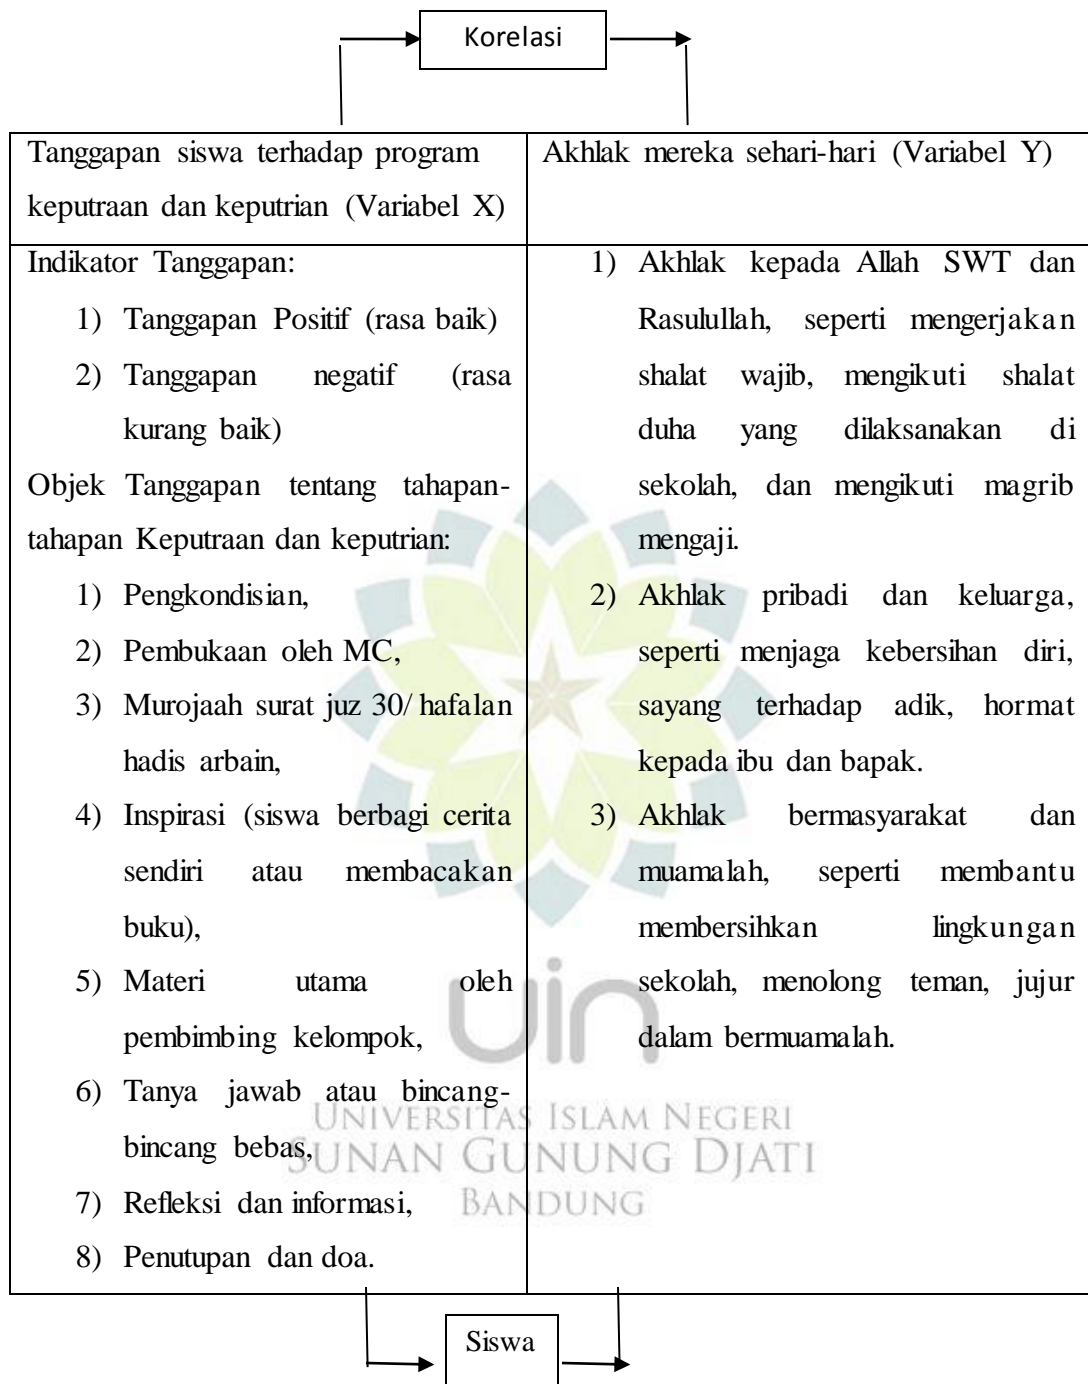 Korelasi
Tanggapan siswa terhadap program
keputraan dan keputrian (Variabel X)
Akhlak mereka sehari-hari (Variabel Y)
Indikator Tanggapan:
1) Tanggapan Positif (rasa baik)
2) Tanggapan negatif (rasa
kurang baik)
Objek Tanggapan tentang tahapan-
tahapan Keputraan dan keputrian:
1) Pengkondisian,
2) Pembukaan oleh MC,
3) Murojaah surat juz 30/ hafalan
hadis arbain,
4) Inspirasi (siswa berbagi cerita
sendiri atau membacakan
buku),
5) Materi utama oleh
pembimbing kelompok,
6) Tanya jawab atau bincang-
bincang bebas,
7) Refleksi dan informasi,
8) Penutupan dan doa.
1) Akhlak kepada Allah SWT dan
Rasulullah, seperti mengerjakan
shalat wajib, mengikuti shalat
duha yang dilaksanakan di
sekolah, dan mengikuti magrib
mengaji.
2) Akhlak pribadi dan keluarga,
seperti menjaga kebersihan diri,
sayang terhadap adik, hormat
kepada ibu dan bapak.
3) Akhlak bermasyarakat dan
muamalah, seperti membantu
membersihkan lingkungan
sekolah, menolong teman, jujur
dalam bermuamalah.
uin
UNIVERSITAS ISLAM NEGERI
SUNAN GUNUNG DJATI
BANDUNG
Siswa